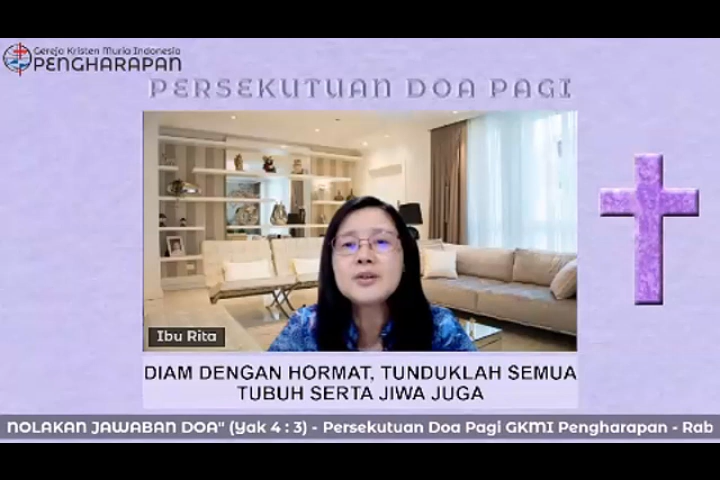 Gereja Kristen Muria Indonesia
PENGHARAPAN
PERSEKUTUAN DOA PAGI
Ibu Rita
DIAM DENGAN HORMAT, TUNDUKLAH SEMUA
TUBUH SERTA JIWA JUGA
NOLAKAN JAWABAN DOA" (Yak 4 : 3) - Persekutuan Doa Pagi GKMI Pengharapan - Rab